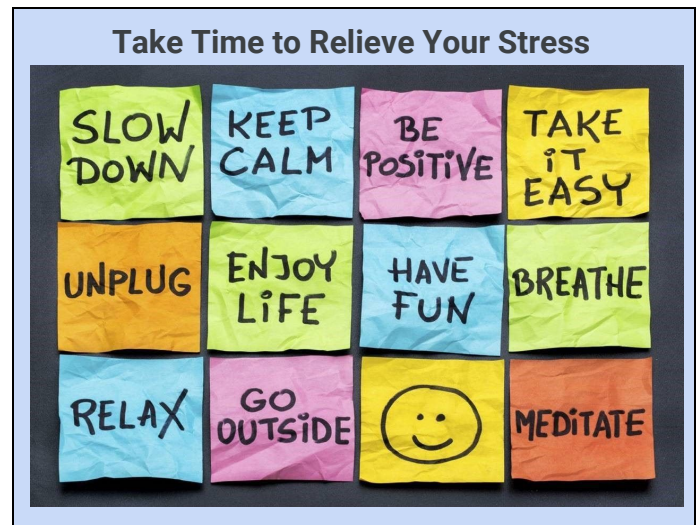 Take Time to Relieve Your Stress
SLOW
DOWN
KEEP
CALM
BE
POSITIVE
TAKE
IT
EASY
UNPLUG
ENJOY
LIFE
HAVE
FUN
BREATHE
RELAX
GO
OUTSIDE
MEDITATE